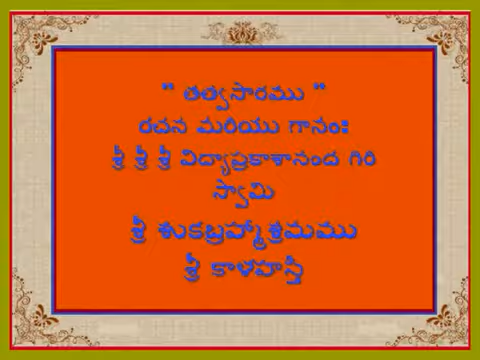 " తత్వసారము "
రచన మరియు గానంః
శ్రీ శ్రీ శ్రీ విద్యాప్రకాశానంద గిరి
స్వామి
శ్రీ శుకబ్రహ్మాశ్రమము
శ్రీ కాళహస్తీ